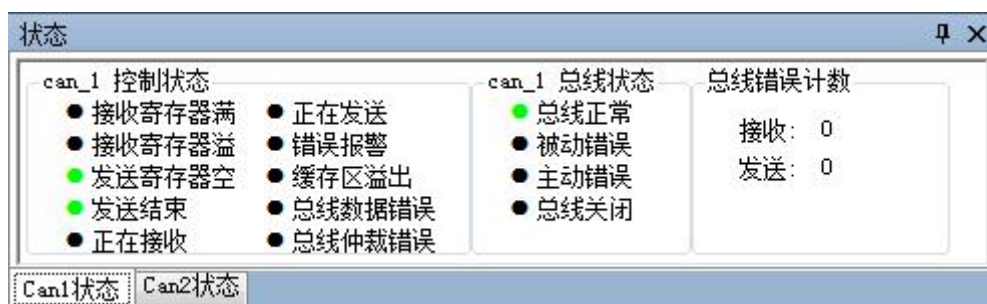 状态
can_1 控制状态
接收寄存器满
接收寄存器溢
发送寄存器空
发送结束
正在接收
正在发送
错误报警
缓存区溢出
总线数据错误
总线仲裁错误
can_1 总线状态
总线正常
被动错误
主动错误
总线关闭
总线错误计数
接收: 0
发送: 0
Can1状态
Can2状态